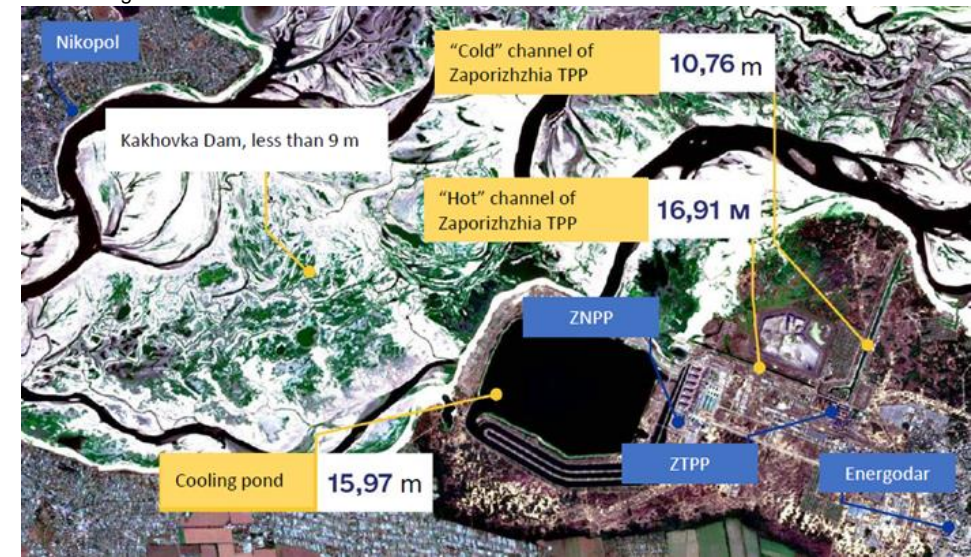 Nikopol
“Cold” channel of
Zaporizhzhia TPP
10,76 m
Kakhovka Dam, less than 9 m
“Hot” channel of
Zaporizhzhia TPP
16,91 м
ZNPP
ZTPP
Energodar
Cooling pond
15,97 m